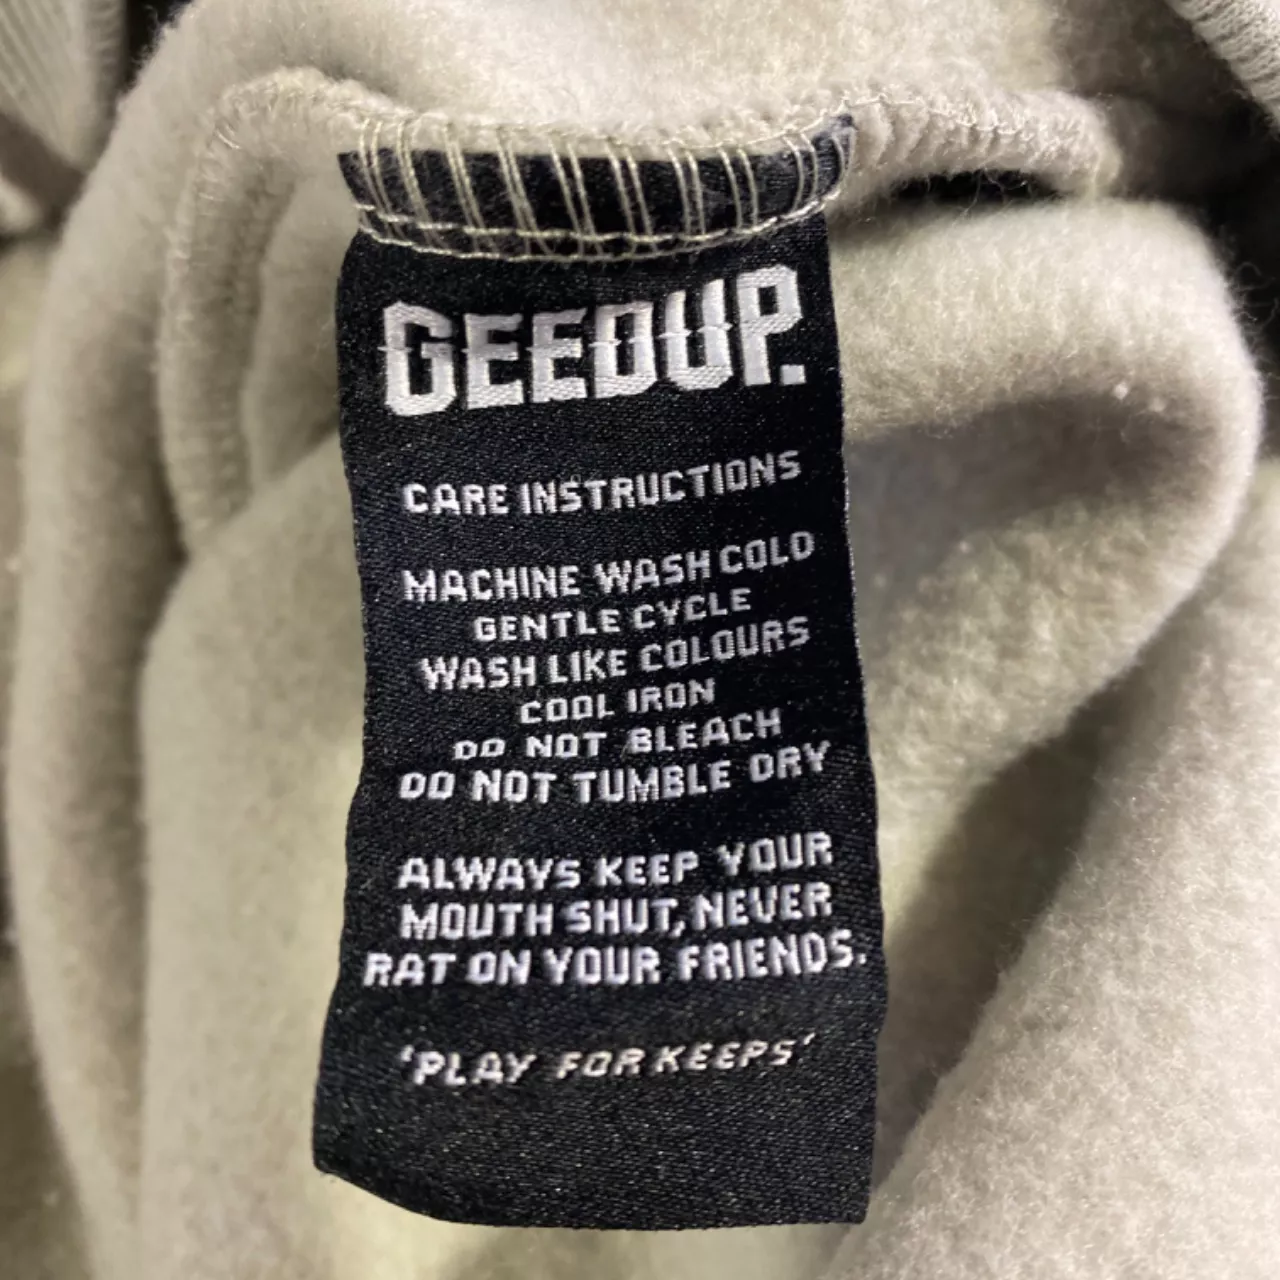 GEEDUP.
CARE INSTRUCTIONS
MACHINE WASH COLD
GENTLE CYCLE
WASH LIKE COLOURS
COOL IRON
DO NOT BLEACH
DO NOT TUMBLE DRY
ALWAYS KEEP YOUR
MOUTH SHUT, NEVER
RAT ON YOUR FRIENDS.
'PLAY FOR KEEPS'